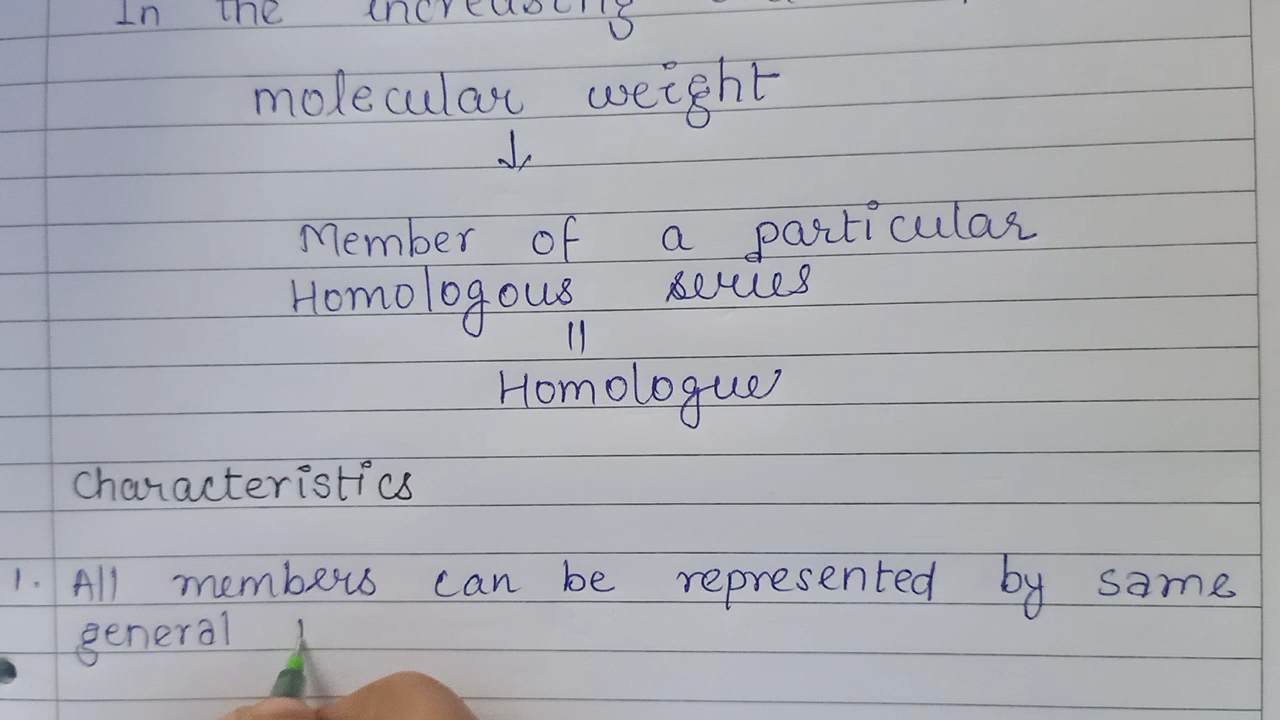 In the increasing
molecular weight
↓
Member of a particular
Homologous series
||
Homologue
Characteristics
1. All members can be represented by same
general